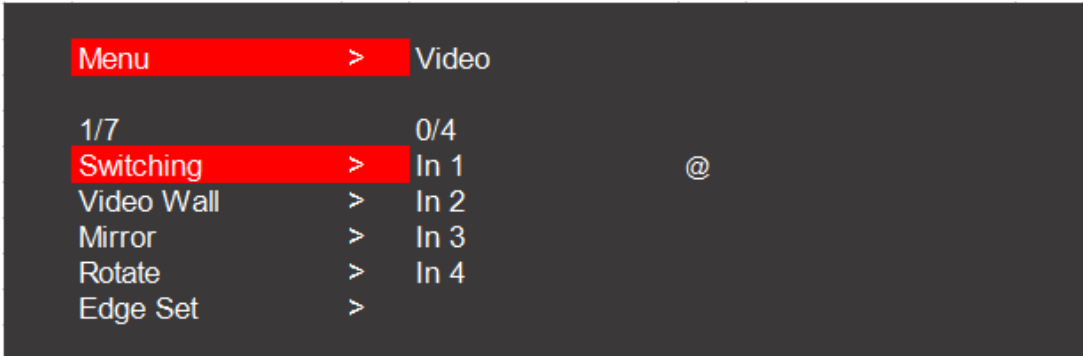 Menu > Video
1/7 0/4
Switching > In 1 @
Video Wall > In 2
Mirror > In 3
Rotate > In 4
Edge Set >